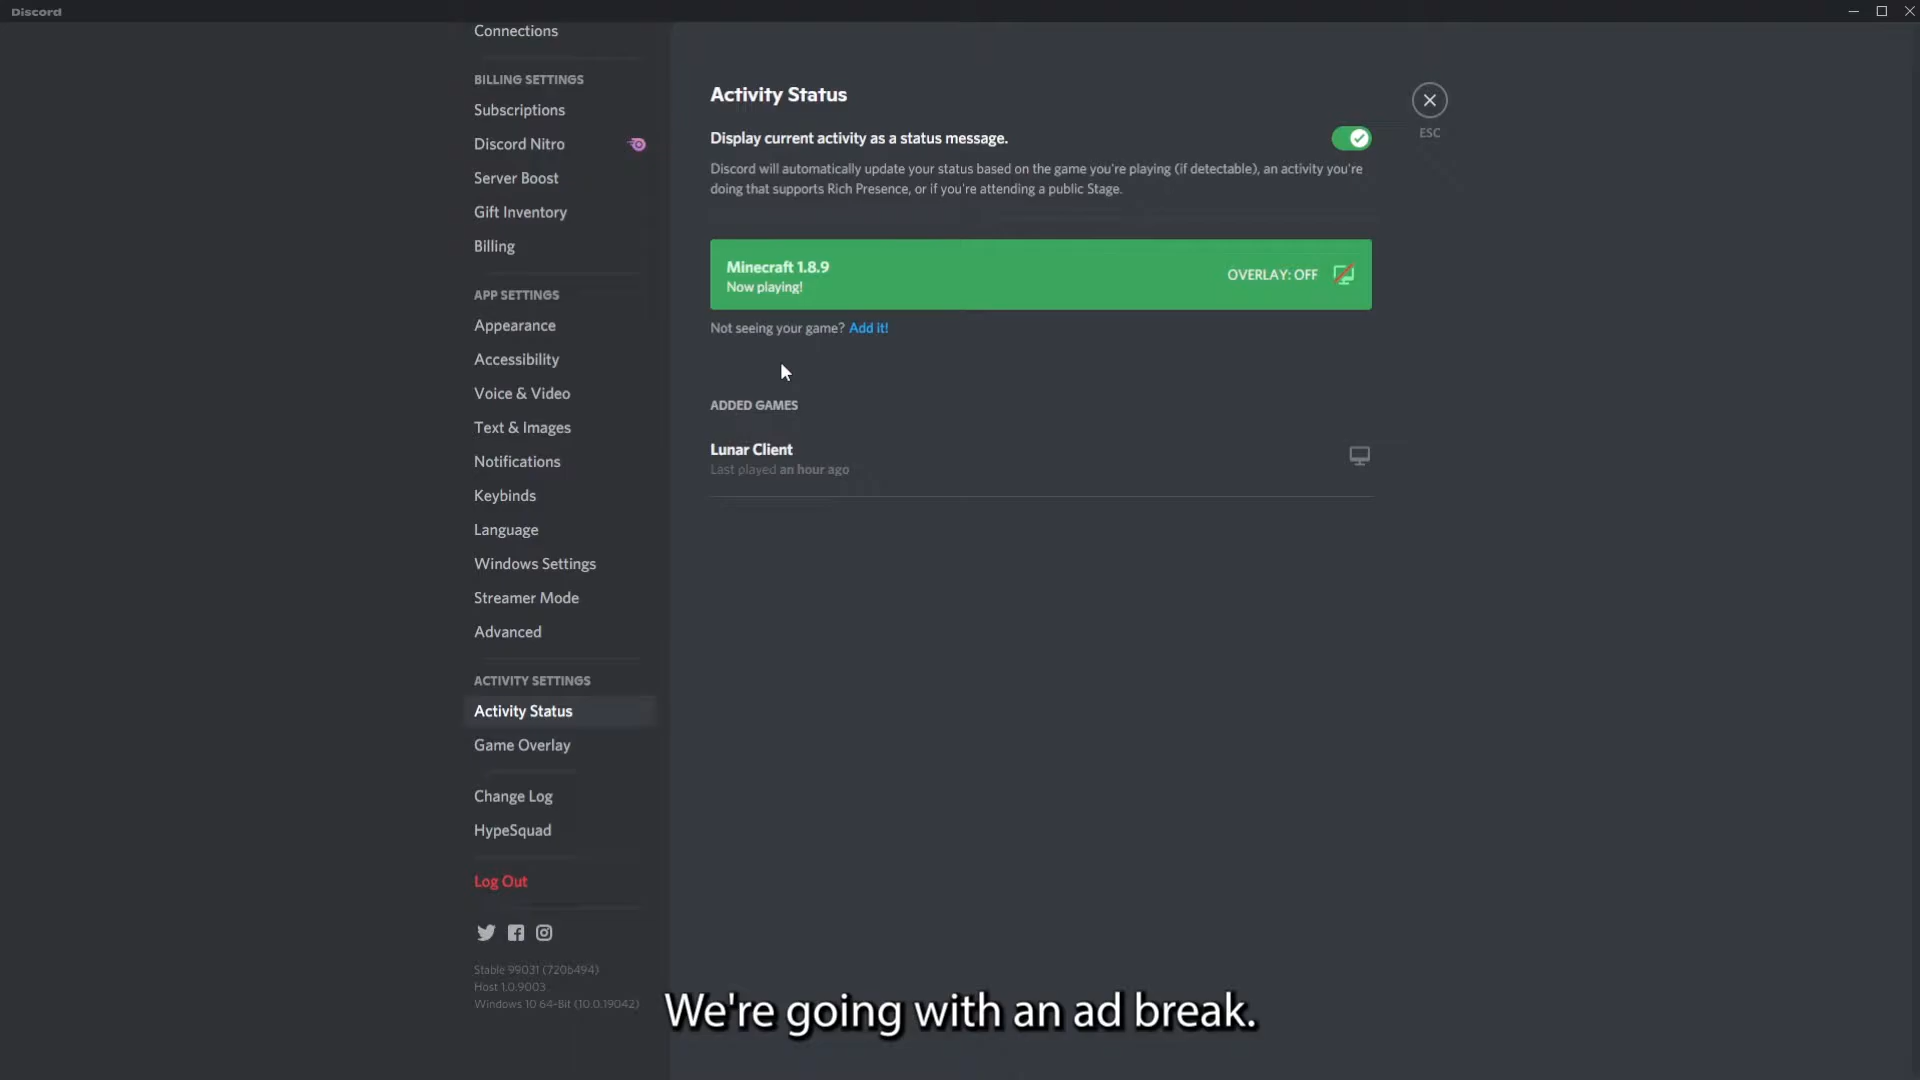 Discord
Connections
BILLING SETTINGS
Subscriptions
Discord Nitro
Server Boost
Gift Inventory
Billing
APP SETTINGS
Appearance
Accessibility
Voice & Video
Text & Images
Notifications
Keybinds
Language
Windows Settings
Streamer Mode
Advanced
ACTIVITY SETTINGS
Activity Status
Game Overlay
Change Log
HypeSquad
Log Out
Stable 99031 (720b494)
Host 1.0.9003
Windows 10 64-Bit (10.0.19042)
Activity Status
ESC
Display current activity as a status message.
Discord will automatically update your status based on the game you're playing (if detectable), an activity you're
doing that supports Rich Presence, or if you're attending a public Stage.
Minecraft 1.8.9
Now playing!
OVERLAY: OFF
Not seeing your game? Add it!
ADDED GAMES
Lunar Client
Last played an hour ago
We're going with an ad break.